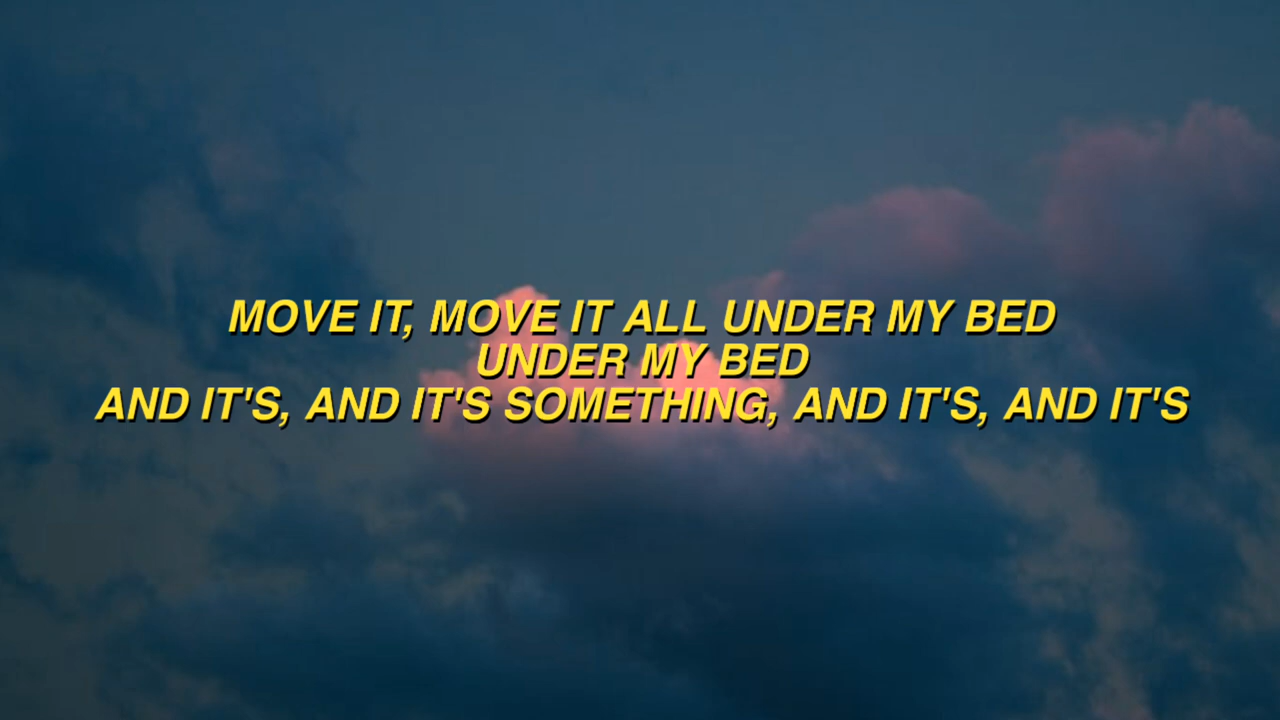 MOVE IT, MOVE IT ALL UNDER MY BED
UNDER MY BED
AND IT'S, AND IT'S SOMETHING, AND IT'S, AND IT'S